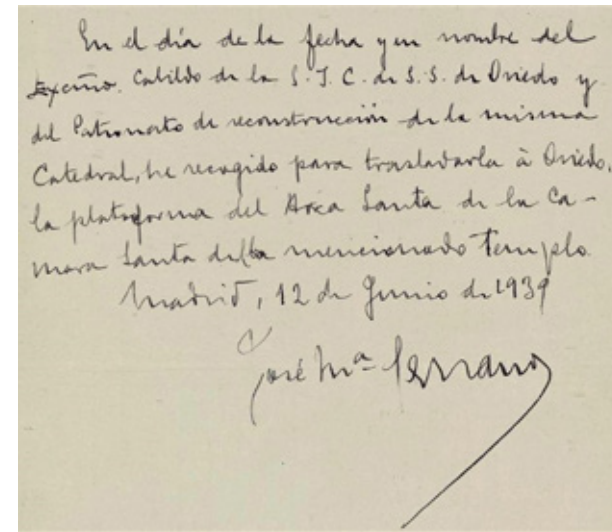 En el día de la fecha y en nombre del
Excmo. Cabildo de la S. I. C. de S. S. de Oviedo y
del Patronato de reconstrucción de la misma
Catedral, he recogido para trasladarla à Oviedo,
la plataforma del Arca Santa de la Ca-
mara Santa del mencionado Templo.
Madrid, 12 de Junio de 1939
José Mª Serrano